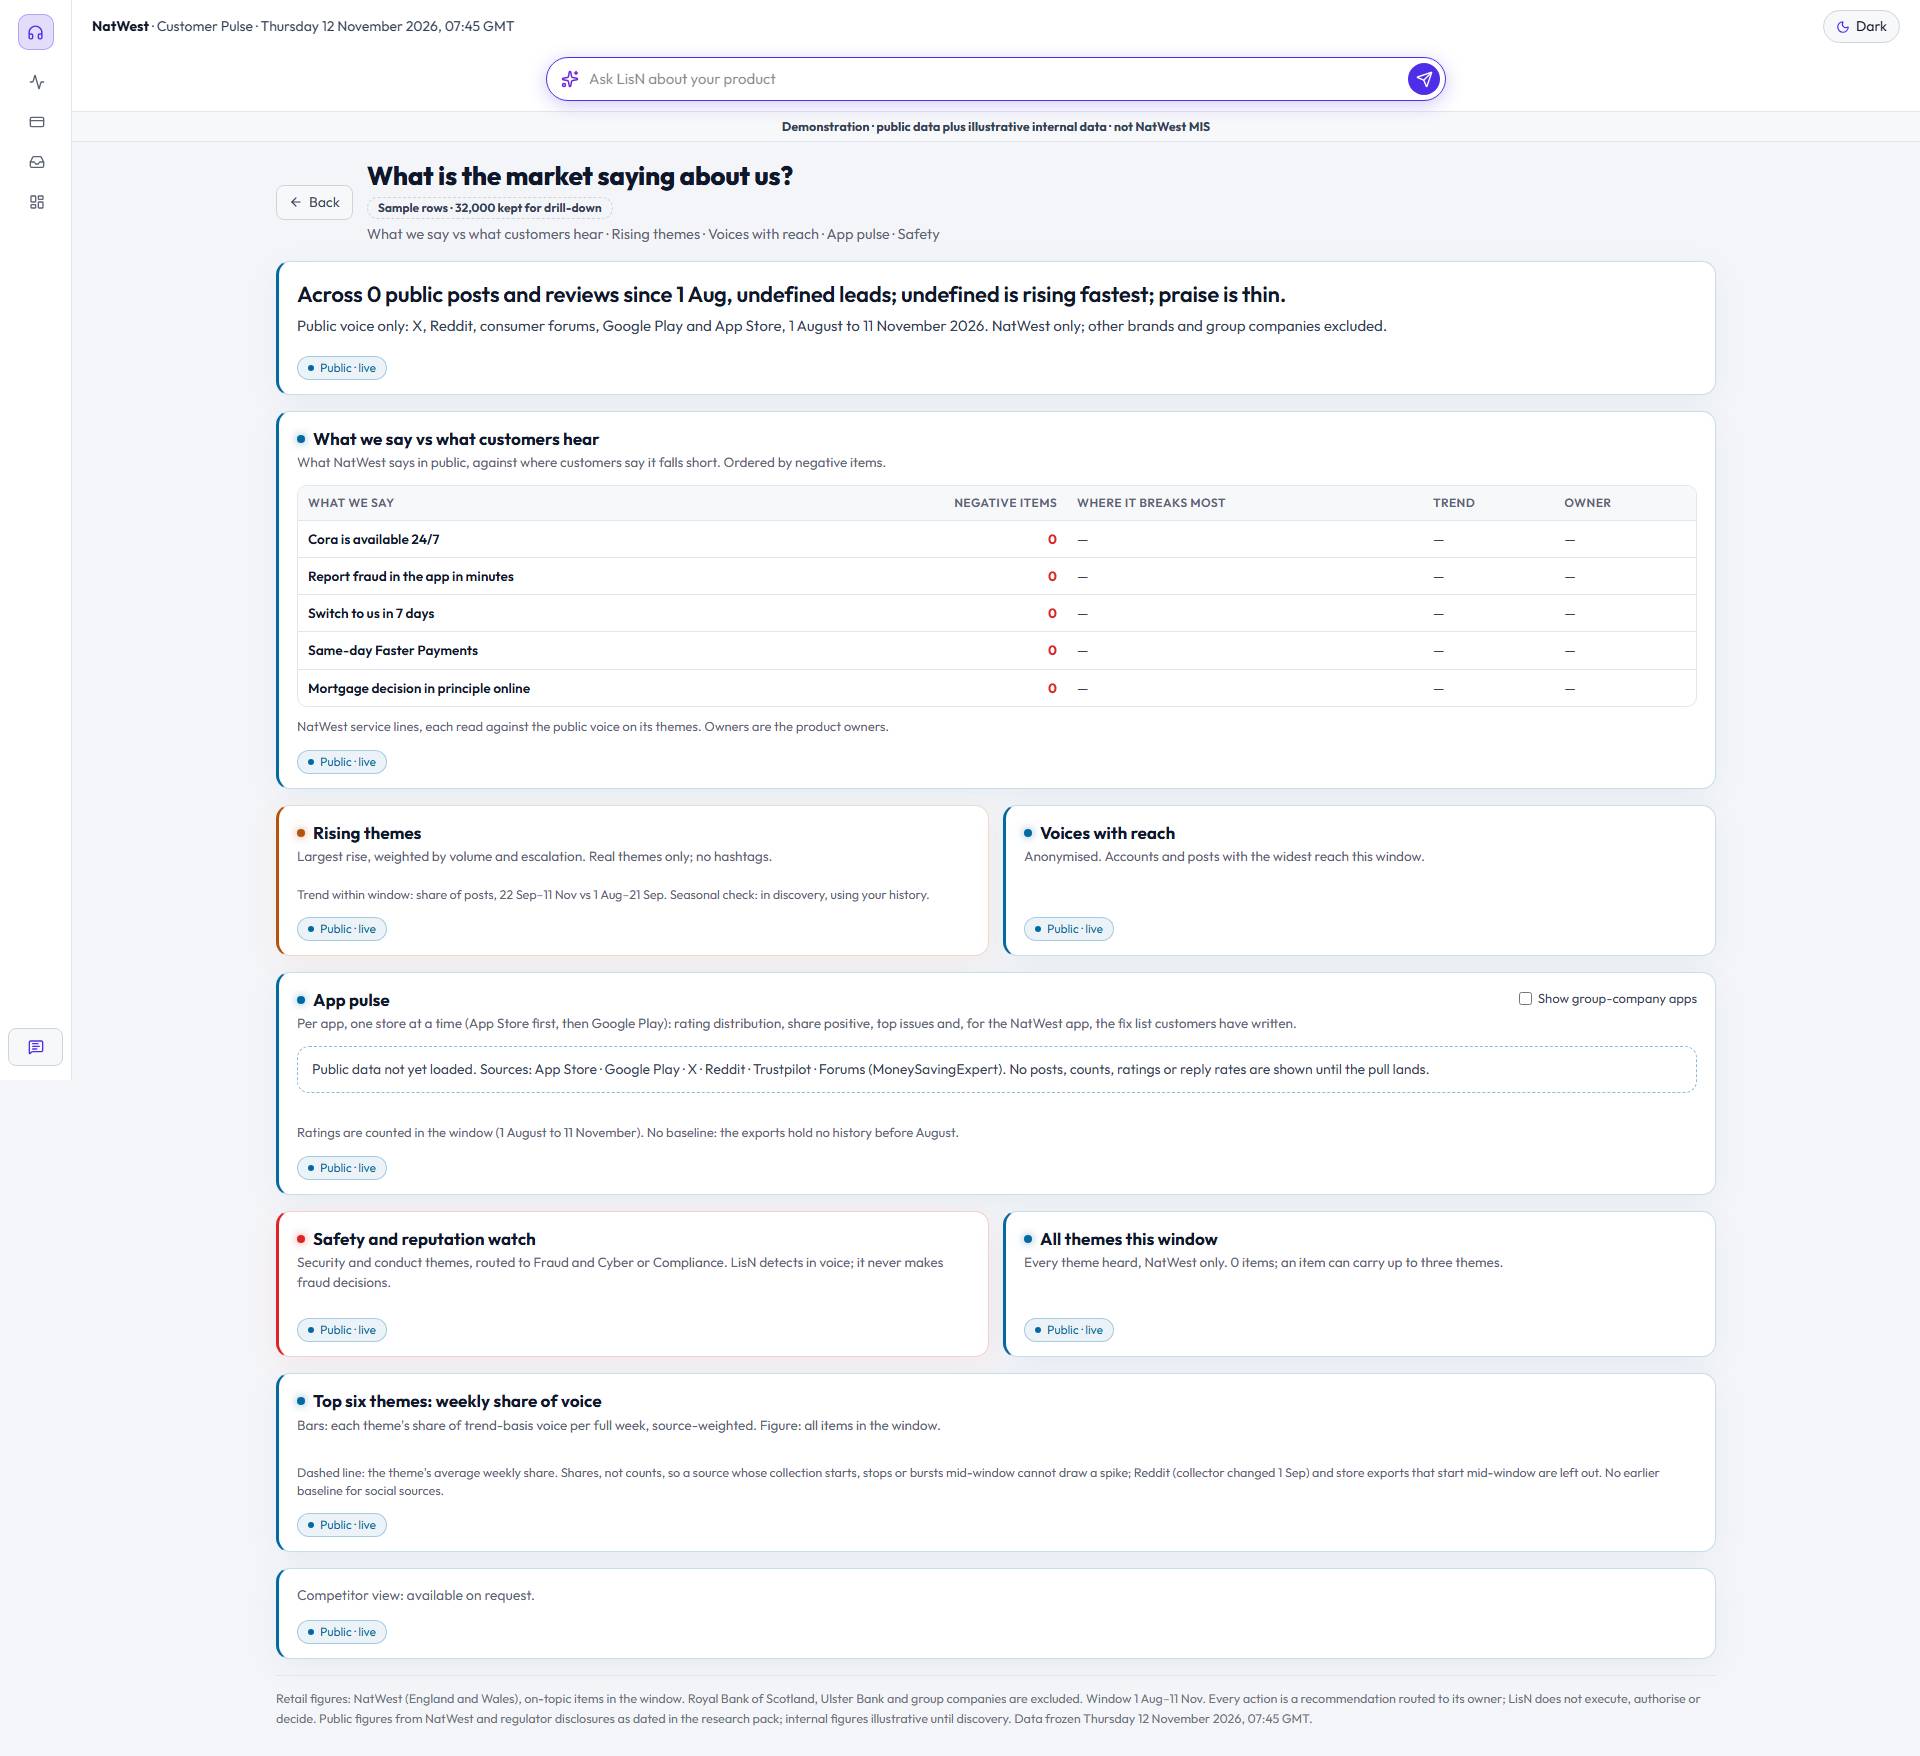 NatWest · Customer Pulse · Thursday 12 November 2026, 07:45 GMT
Dark
Ask LisN about your product
Demonstration · public data plus illustrative internal data · not NatWest MIS
Back
What is the market saying about us?
Sample rows · 32,000 kept for drill-down
What we say vs what customers hear · Rising themes · Voices with reach · App pulse · Safety
Across 0 public posts and reviews since 1 Aug, undefined leads; undefined is rising fastest; praise is thin.
Public voice only: X, Reddit, consumer forums, Google Play and App Store, 1 August to 11 November 2026. NatWest only; other brands and group companies excluded.
Public · live
What we say vs what customers hear
What NatWest says in public, against where customers say it falls short. Ordered by negative items.
WHAT WE SAY NEGATIVE ITEMS WHERE IT BREAKS MOST TREND OWNER
Cora is available 24/7 0 — — —
Report fraud in the app in minutes 0 — — —
Switch to us in 7 days 0 — — —
Same-day Faster Payments 0 — — —
Mortgage decision in principle online 0 — — —
NatWest service lines, each read against the public voice on its themes. Owners are the product owners.
Public · live
Rising themes
Largest rise, weighted by volume and escalation. Real themes only; no hashtags.
Trend within window: share of posts, 22 Sep–11 Nov vs 1 Aug–21 Sep. Seasonal check: in discovery, using your history.
Public · live
Voices with reach
Anonymised. Accounts and posts with the widest reach this window.
Public · live
App pulse
Show group-company apps
Per app, one store at a time (App Store first, then Google Play): rating distribution, share positive, top issues and, for the NatWest app, the fix list customers have written.
Public data not yet loaded. Sources: App Store · Google Play · X · Reddit · Trustpilot · Forums (MoneySavingExpert). No posts, counts, ratings or reply rates are shown until the pull lands.
Ratings are counted in the window (1 August to 11 November). No baseline: the exports hold no history before August.
Public · live
Safety and reputation watch
Security and conduct themes, routed to Fraud and Cyber or Compliance. LisN detects in voice; it never makes
fraud decisions.
Public · live
All themes this window
Every theme heard, NatWest only. 0 items; an item can carry up to three themes.
Public · live
Top six themes: weekly share of voice
Bars: each theme's share of trend-basis voice per full week, source-weighted. Figure: all items in the window.
Dashed line: the theme's average weekly share. Shares, not counts, so a source whose collection starts, stops or bursts mid-window cannot draw a spike; Reddit (collector changed 1 Sep) and store exports that start mid-window are left out. No earlier
baseline for social sources.
Public · live
Competitor view: available on request.
Public · live
Retail figures: NatWest (England and Wales), on-topic items in the window. Royal Bank of Scotland, Ulster Bank and group companies are excluded. Window 1 Aug–11 Nov. Every action is a recommendation routed to its owner; LisN does not execute, authorise or
decide. Public figures from NatWest and regulator disclosures as dated in the research pack; internal figures illustrative until discovery. Data frozen Thursday 12 November 2026, 07:45 GMT.